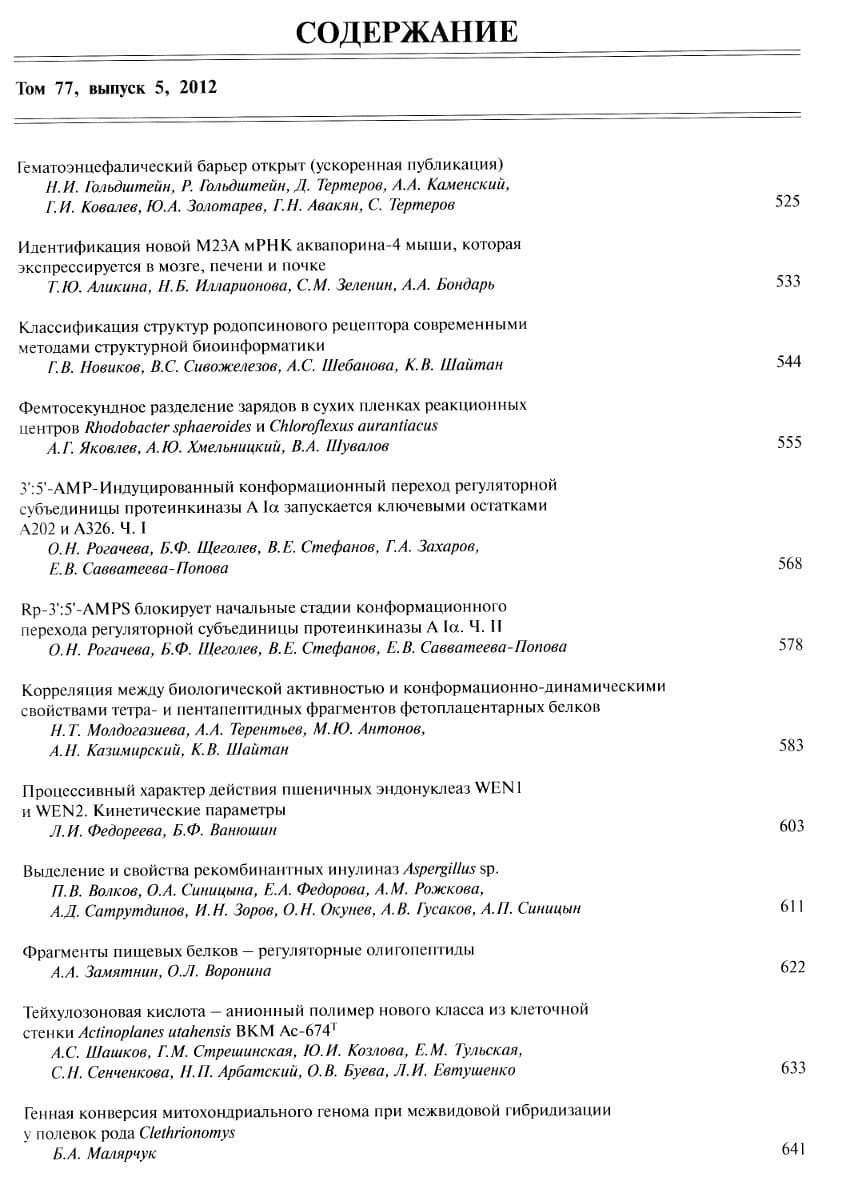 СОДЕРЖАНИЕ
Том 77, выпуск 5, 2012
Гематоэнцефалический барьер открыт (ускоренная публикация)
Н.И. Гольдштейн, Р. Гольдштейн, Д. Тертеров, А.А. Каменский,
Г.И. Ковалев, Ю.А. Золотарев, Г.Н. Авакян, С. Тертеров 525
Идентификация новой М23А мРНК аквапорина-4 мыши, которая
экспрессируется в мозге, печени и почке
Т.Ю. Аликина, Н.Б. Илларионова, С.М. Зеленин, А.А. Бондарь 533
Классификация структур родопсинового рецептора современными
методами структурной биоинформатики
Г.В. Новиков, В.С. Сивожелезов, А.С. Шебанова, К.В. Шайтан 544
Фемтосекундное разделение зарядов в сухих пленках реакционных
центров Rhodobacter sphaeroides и Chloroflexus aurantiacus
А.Г. Яковлев, А.Ю. Хмельницкий, В.А. Шувалов 555
3':5'-АМР-Индуцированный конформационный переход регуляторной
субъединицы протеинкиназы А Iα запускается ключевыми остатками
А202 и А326. Ч. I
О.Н. Рогачева, Б.Ф. Щеголев, В.Е. Стефанов, Г.А. Захаров,
Е.В. Савватеева-Попова 568
Rp-3':5'-AMPS блокирует начальные стадии конформационного
перехода регуляторной субъединицы протеинкиназы А Iα. Ч. II
О.Н. Рогачева, Б.Ф. Щеголев, В.Е. Стефанов, Е.В. Савватеева-Попова 578
Корреляция между биологической активностью и конформационно-динамическими
свойствами тетра- и пентапептидных фрагментов фетоплацентарных белков
Н.Т. Молдогазиева, А.А. Терентьев, М.Ю. Антонов,
А.Н. Казимирский, К.В. Шайтан 583
Процессивный характер действия пшеничных эндонуклеаз WEN1
и WEN2. Кинетические параметры
Л.И. Федореева, Б.Ф. Ванюшин 603
Выделение и свойства рекомбинантных инулиназ Aspergillus sp.
П.В. Волков, О.А. Синицына, Е.А. Федорова, А.М. Рожкова,
А.Д. Сатрутдинов, И.Н. Зоров, О.Н. Окунев, А.В. Гусаков, А.П. Синицын 611
Фрагменты пищевых белков – регуляторные олигопептиды
А.А. Замятнин, О.Л. Воронина 622
Тейхулозоновая кислота – анионный полимер нового класса из клеточной
стенки Actinoplanes utahensis ВКМ Ас-674ᵀ
А.С. Шашков, Г.М. Стрешинская, Ю.И. Козлова, Е.М. Тульская,
С.Н. Сенченкова, Н.П. Арбатский, О.В. Буева, Л.И. Евтушенко 633
Генная конверсия митохондриального генома при межвидовой гибридизации
у полевок рода Clethrionomys
Б.А. Малярчук 641